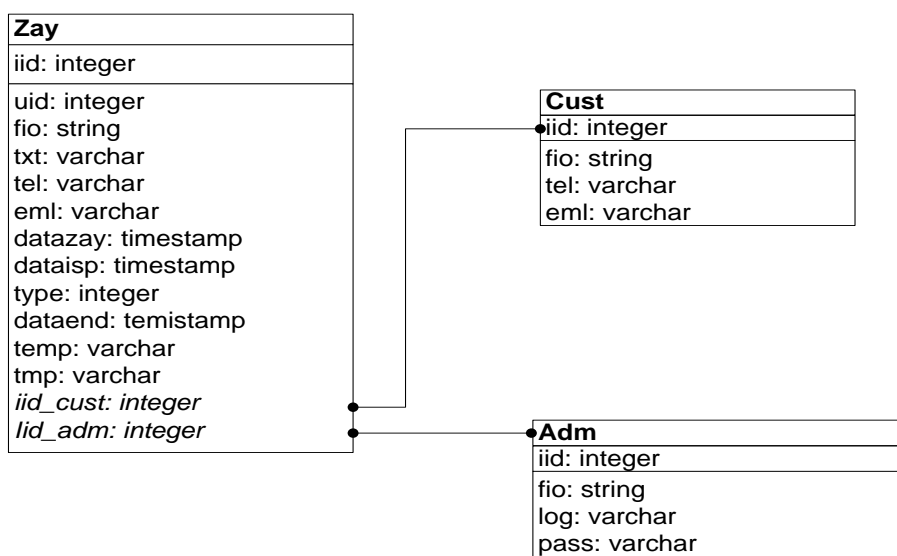 Zay
iid: integer
uid: integer
fio: string
txt: varchar
tel: varchar
eml: varchar
datazay: timestamp
dataisp: timestamp
type: integer
dataend: temistamp
temp: varchar
tmp: varchar
iid_cust: integer
Iid_adm: integer
Cust
iid: integer
fio: string
tel: varchar
eml: varchar
Adm
iid: integer
fio: string
log: varchar
pass: varchar